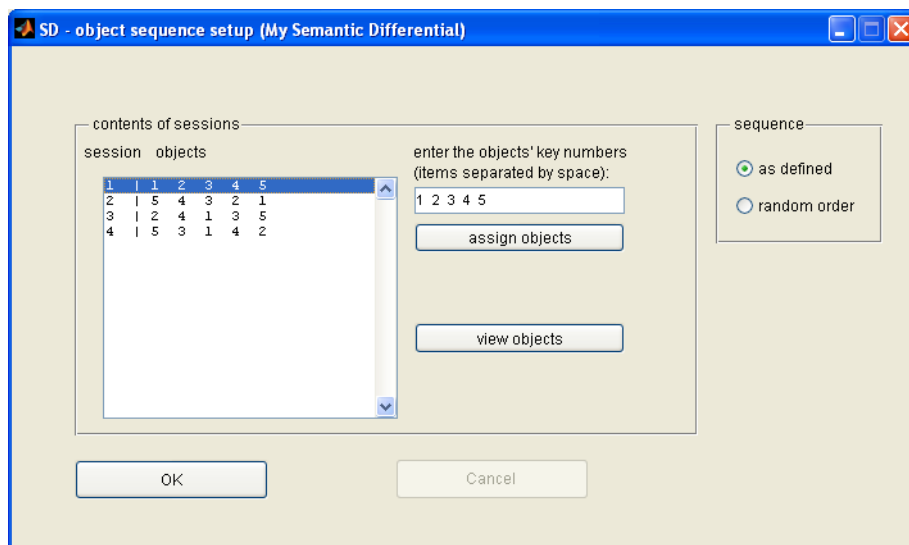 SD - object sequence setup (My Semantic Differential)
contents of sessions
session objects
1 | 1 2 3 4 5
2 | 5 4 3 2 1
3 | 2 4 1 3 5
4 | 5 3 1 4 2
enter the objects' key numbers
(items separated by space):
1 2 3 4 5
assign objects
view objects
sequence
as defined
random order
OK
Cancel